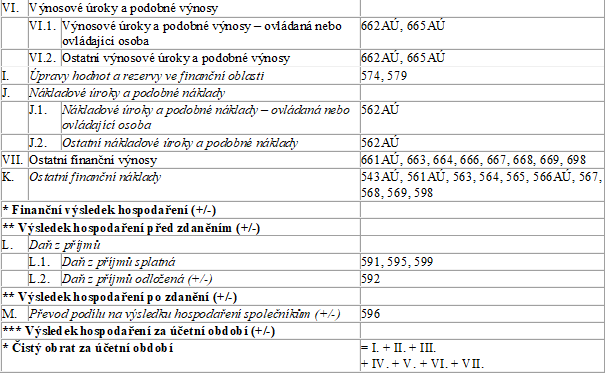 VI. Výnosové úroky a podobné výnosy
VI.1. Výnosové úroky a podobné výnosy – ovládaná nebo 662AÚ, 665AÚ
ovládající osoba
VI.2. Ostatní výnosové úroky a podobné výnosy 662AÚ, 665AÚ
I. Úpravy hodnot a rezervy ve finanční oblasti 574, 579
J. Nákladové úroky a podobné náklady
J.1. Nákladové úroky a podobné náklady – ovládaná nebo 562AÚ
ovládající osoba
J.2. Ostatní nákladové úroky a podobné náklady 562AÚ
VII. Ostatní finanční výnosy 661AÚ, 663, 664, 666, 667, 668, 669, 698
K. Ostatní finanční náklady 543AÚ, 561AÚ, 563, 564, 565, 566AÚ, 567,
568, 569, 598
* Finanční výsledek hospodaření (+/-)
** Výsledek hospodaření před zdaněním (+/-)
L. Daň z příjmů
L.1. Daň z příjmů splatná 591, 595, 599
L.2. Daň z příjmů odložená (+/-) 592
** Výsledek hospodaření po zdanění (+/-)
M. Převod podílu na výsledku hospodaření společníkům (+/-) 596
*** Výsledek hospodaření za účetní období (+/-)
* Čistý obrat za účetní období = I. + II. + III.
+ IV. + V. + VI. + VII.